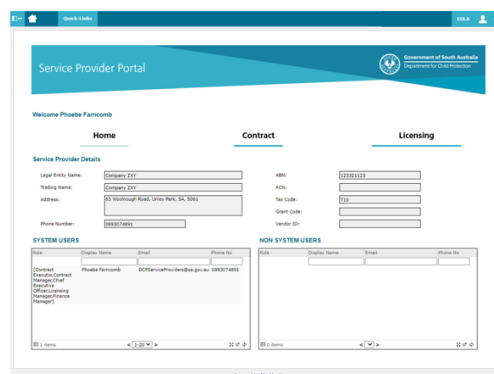 Quick-Links
COLA
Service Provider Portal
Government of South Australia
Department for Child Protection
Welcome Phoebe Farncomb
Home Contract Licensing
Service Provider Details
Legal Entity Name: Company ZXY ABN: 123321123
Trading Name: Company ZXY ACN:
Address: 63 Woolnough Road, Unley Park, SA, 5061 Tax Code: T10
Grant Code:
Phone Number: 0893074891 Vendor ID:
SYSTEM USERS NON SYSTEM USERS
Role Display Name Email Phone No Role Display Name Email Phone No
[Contract Phoebe Farncomb DCPServiceProviders@sa.gov.au 0893074891
Executor,Contract
Manager,Chief
Executive
Officer,Licensing
Manager,Finance
Manager]
1 items < 1-20 > 0 items < >